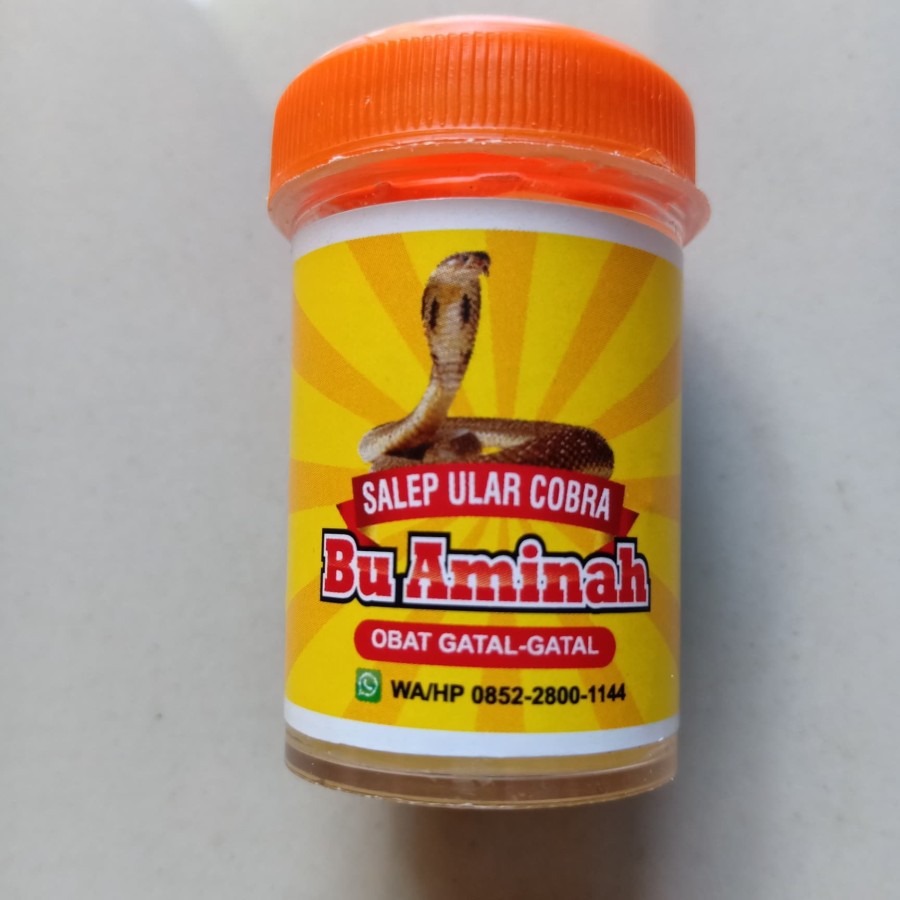 SALEP ULAR COBRA
Bu Aminah
OBAT GATAL-GATAL
WA/HP 0852-2800-1144